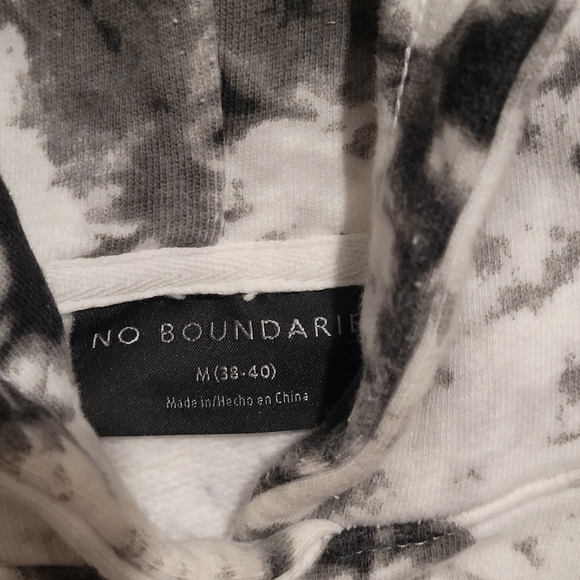 NO BOUNDARIE
M (38-40)
Made in/Hecho en China